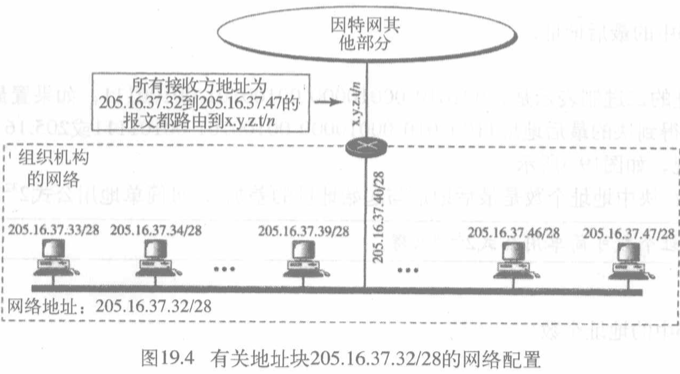 因特网其
他部分
所有接收方地址为
205.16.37.32到205.16.37.47的
报文都路由到x.y.z.t/n
x.y.z.t/n
组织机构
的网络
205.16.37.40/28
205.16.37.33/28 205.16.37.34/28 205.16.37.39/28 205.16.37.46/28 205.16.37.47/28
... ...
网络地址：205.16.37.32/28
图19.4 有关地址块205.16.37.32/28的网络配置